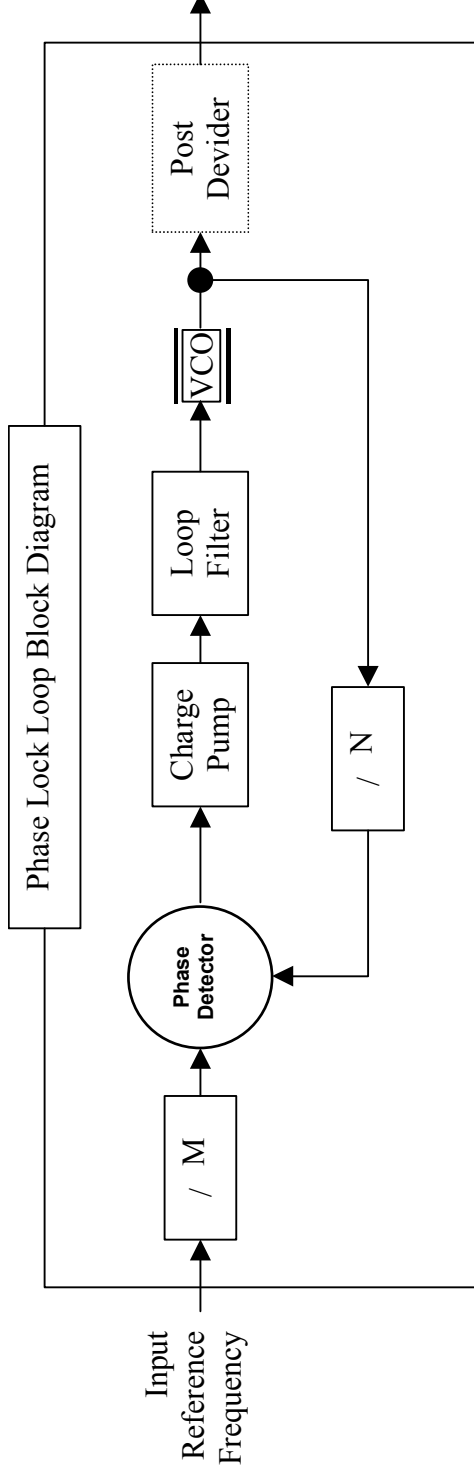 Phase Lock Loop Block Diagram
Input
Reference
Frequency
/ M
Phase
Detector
Charge
Pump
Loop
Filter
VCO
Post
Devider
/ N